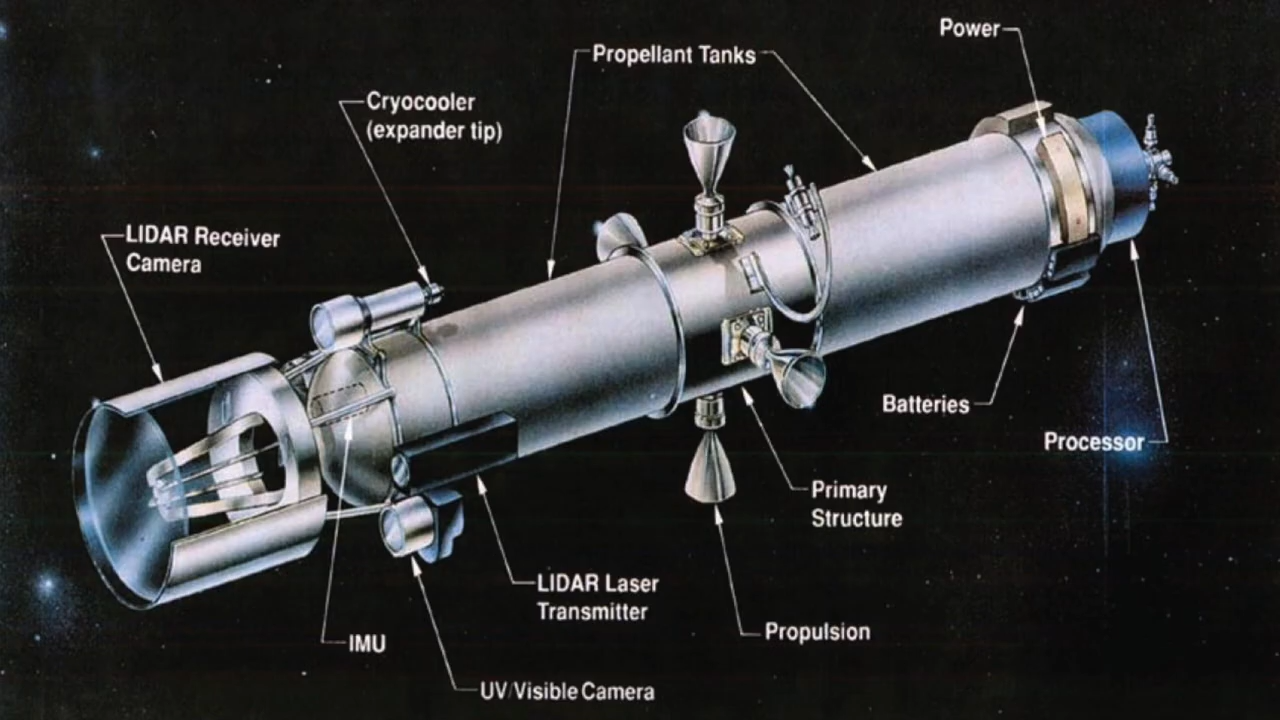 Power
Propellant Tanks
Cryocooler
(expander tip)
LIDAR Receiver
Camera
Batteries
Processor
Primary
Structure
LIDAR Laser
Transmitter
Propulsion
IMU
UV/Visible Camera